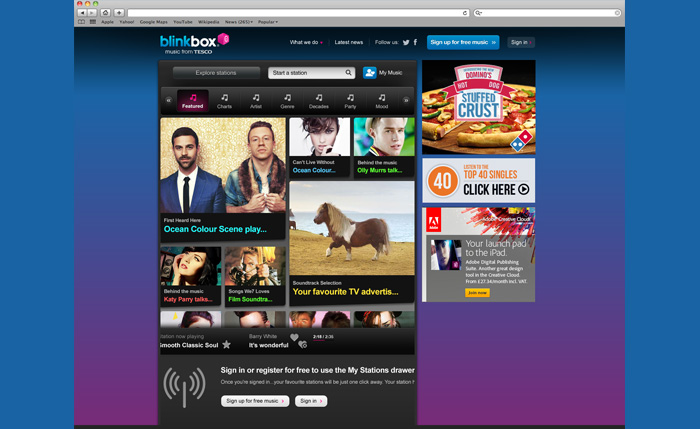 Apple Yahoo! Google Maps YouTube Wikipedia News (265) Popular
blinkbox
music from TESCO
What we do
Latest news
Follow us:
Sign up for free music
Sign in
Explore stations
Start a station
My Music
Featured
Charts
Artist
Genre
Decades
Party
Mood
First Heard Here
Ocean Colour Scene play...
Can't Live Without
Ocean Colour...
Behind the music
Olly Murrs talk...
Behind the music
Katy Parry talks...
Songs We? Loves
Film Soundtra...
Soundtrack Selection
Your favourite TV advertis...
tation now playing
Smooth Classic Soul
Barry White
It's wonderful
2:15 / 2:35
Sign in or register for free to use the My Stations drawer
Once you're signed in...your favourite stations will be just one click away. Your station h
Sign up for free music
Sign in
DOMINO'S
HOT DOG
STUFFED
CRUST
40
LISTEN TO THE
TOP 40 SINGLES
CLICK HERE
Adobe
Adobe Creative Cloud
Your launch pad
to the iPad.
Adobe Digital Publishing
Suite. Another great design
tool in the Creative Cloud.
From £27.34/month incl. VAT.
Join now